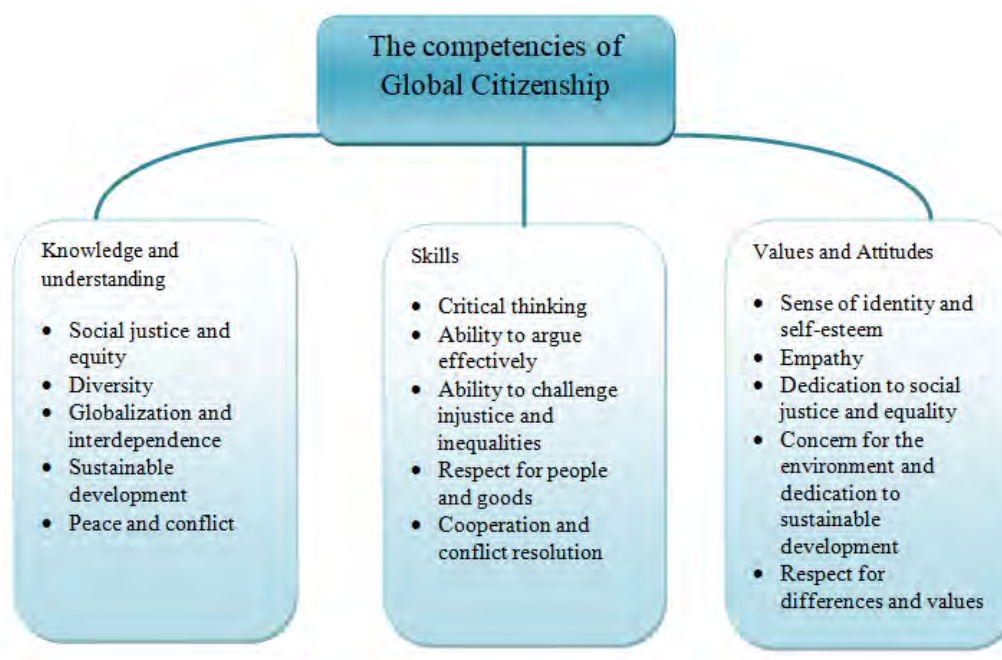 The competencies of
Global Citizenship
Knowledge and
understanding
• Social justice and
equity
• Diversity
• Globalization and
interdependence
• Sustainable
development
• Peace and conflict
Skills
• Critical thinking
• Ability to argue
effectively
• Ability to challenge
injustice and
inequalities
• Respect for people
and goods
• Cooperation and
conflict resolution
Values and Attitudes
• Sense of identity and
self-esteem
• Empathy
• Dedication to social
justice and equality
• Concern for the
environment and
dedication to
sustainable
development
• Respect for
differences and values